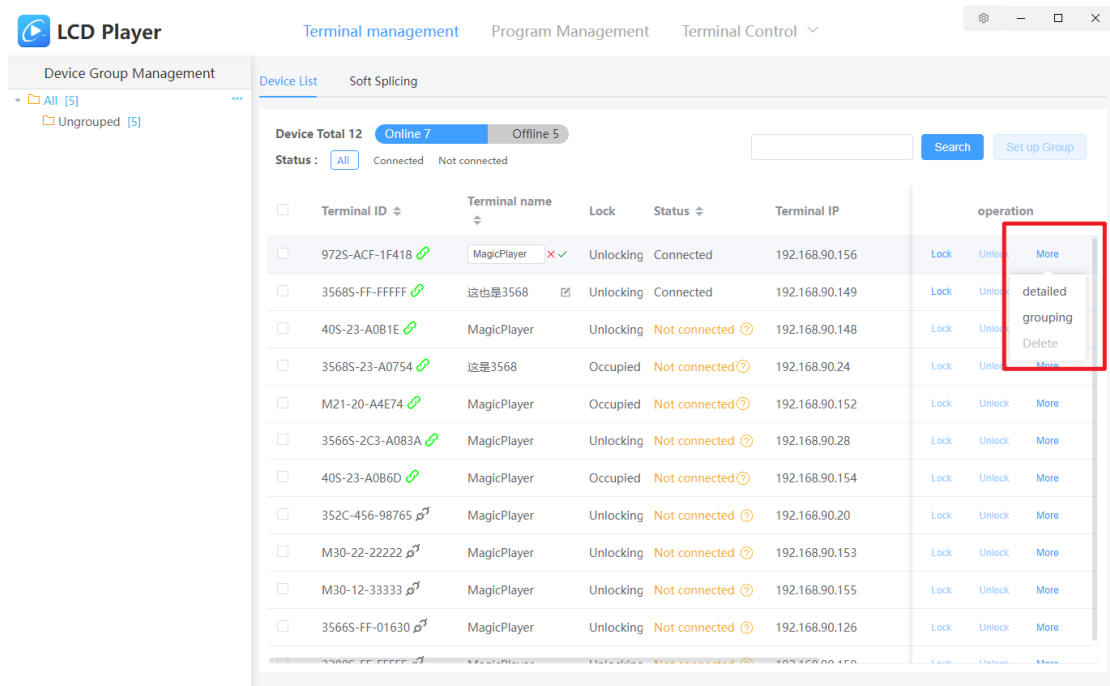 LCD Player
Terminal management Program Management Terminal Control
Device Group Management
All [5]
Ungrouped [5]
Device List Soft Splicing
Device Total 12 Online 7 Offline 5
Status : All Connected Not connected
Search Set up Group
Terminal ID Terminal name Lock Status Terminal IP operation
972S-ACF-1F418 MagicPlayer Unlocking Connected 192.168.90.156 Lock Unlock More
3568S-FF-FFFFF 这也是3568 Unlocking Connected 192.168.90.149 Lock
detailed
grouping
Delete
40S-23-A0B1E MagicPlayer Unlocking Not connected 192.168.90.148 Lock
3568S-23-A0754 这是3568 Occupied Not connected 192.168.90.24 Lock More
M21-20-A4E74 MagicPlayer Occupied Not connected 192.168.90.152 Lock Unlock More
3566S-2C3-A083A MagicPlayer Unlocking Not connected 192.168.90.28 Lock Unlock More
40S-23-A0B6D MagicPlayer Occupied Not connected 192.168.90.154 Lock Unlock More
352C-456-98765 MagicPlayer Unlocking Not connected 192.168.90.20 Lock Unlock More
M30-22-22222 MagicPlayer Unlocking Not connected 192.168.90.153 Lock Unlock More
M30-12-33333 MagicPlayer Unlocking Not connected 192.168.90.155 Lock Unlock More
3566S-FF-01630 MagicPlayer Unlocking Not connected 192.168.90.126 Lock Unlock More